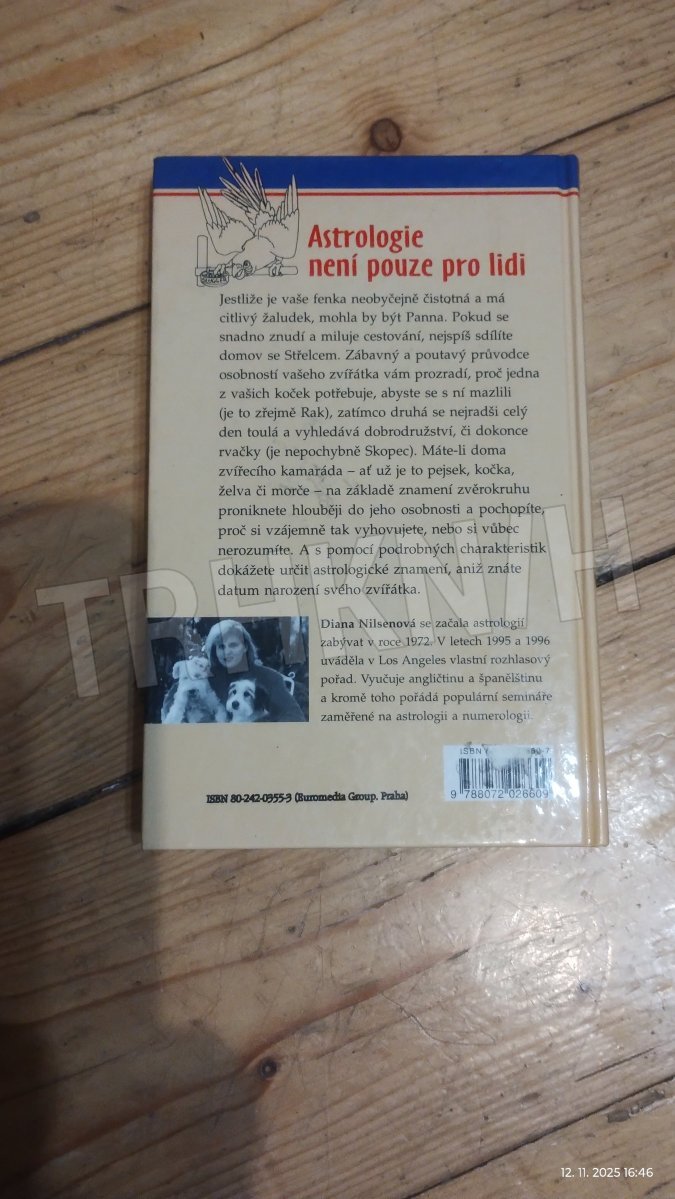 Astrologie
není pouze pro lidi
Jestliže je vaše fenka neobyčejně čistotná a má
citlivý žaludek, mohla by být Panna. Pokud se
snadno znudí a miluje cestování, nejspíš sdílíte
domov se Střelcem. Zábavný a poutavý průvodce
osobností vašeho zvířátka vám prozradí, proč jedna
z vašich koček potřebuje, abyste se s ní mazlili
(je to zřejmě Rak), zatímco druhá se nejradši celý
den toulá a vyhledává dobrodružství, či dokonce
rvačky (je nepochybně Skopec). Máte-li doma
zvířecího kamaráda – ať už je to pejsek, kočka,
želva či morče – na základě znamení zvěrokruhu
proniknete hlouběji do jeho osobnosti a pochopíte,
proč si vzájemně tak vyhovujete, nebo si vůbec
nerozumíte. A s pomocí podrobných charakteristik
dokážete určit astrologické znamení, aniž znáte
datum narození svého zvířátka.
TRHKNIH
Diana Nilsenová se začala astrologií
zabývat v roce 1972. V letech 1995 a 1996
uváděla v Los Angeles vlastní rozhlasový
pořad. Vyučuje angličtinu a španělštinu
a kromě toho pořádá populární semináře
zaměřené na astrologii a numerologii.
ISBN 80-242-0355-3 (Euromedia Group. Praha)
ISBN
9 788072 026609
12. 11. 2025 16:46